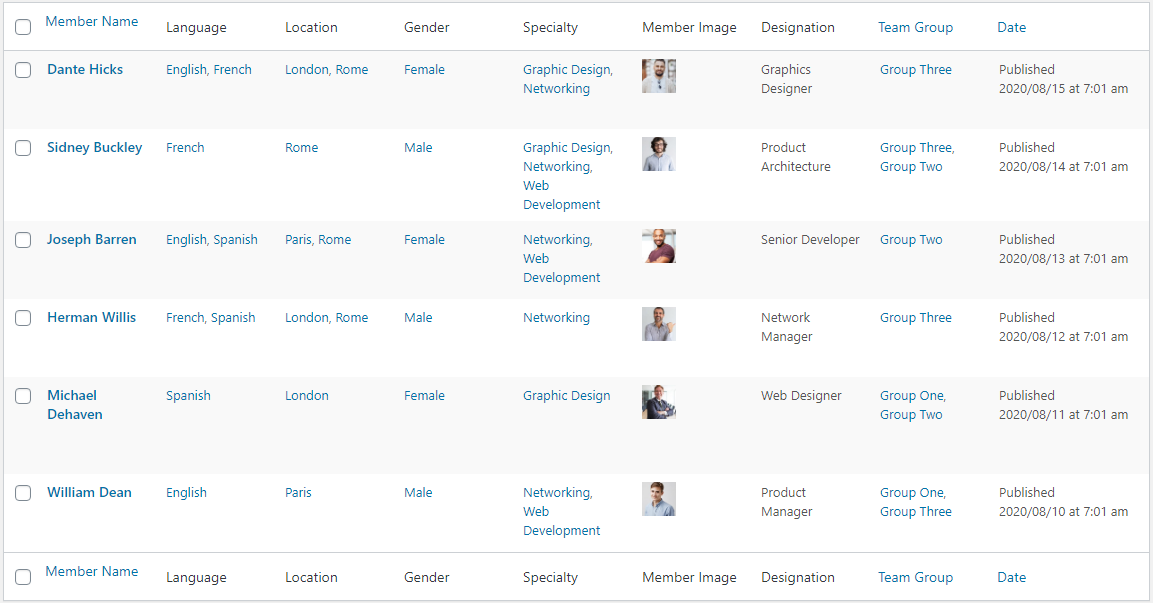 Member Name Language Location Gender Specialty Member Image Designation Team Group Date
Dante Hicks English, French London, Rome Female Graphic Design, Graphics Group Three Published
Networking Designer 2020/08/15 at 7:01 am
Sidney Buckley French Rome Male Graphic Design, Product Group Three, Published
Networking, Architecture Group Two 2020/08/14 at 7:01 am
Web
Development
Joseph Barren English, Spanish Paris, Rome Female Networking, Senior Developer Group Two Published
Web 2020/08/13 at 7:01 am
Development
Herman Willis French, Spanish London, Rome Male Networking Network Group Three Published
Manager 2020/08/12 at 7:01 am
Michael Spanish London Female Graphic Design Web Designer Group One, Published
Dehaven Group Two 2020/08/11 at 7:01 am
William Dean English Paris Male Networking, Product Group One, Published
Web Manager Group Three 2020/08/10 at 7:01 am
Development
Member Name Language Location Gender Specialty Member Image Designation Team Group Date